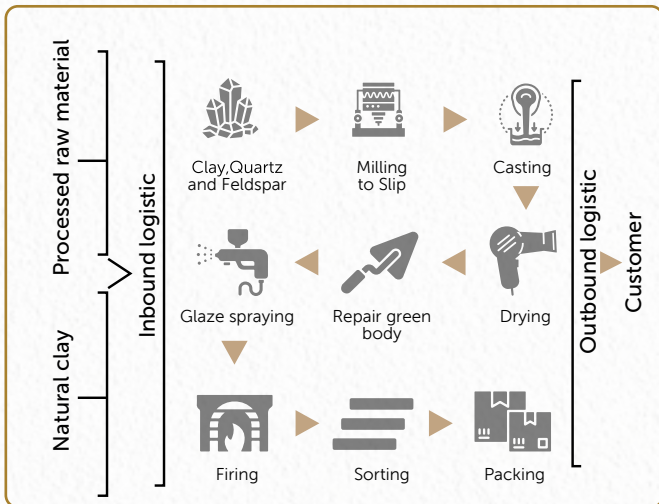 Processed raw material
Natural clay
Inbound logistic
Clay,Quartz
and Feldspar
Milling
to Slip
Casting
Glaze spraying
Repair green
body
Drying
Firing
Sorting
Packing
Outbound logistic
Customer